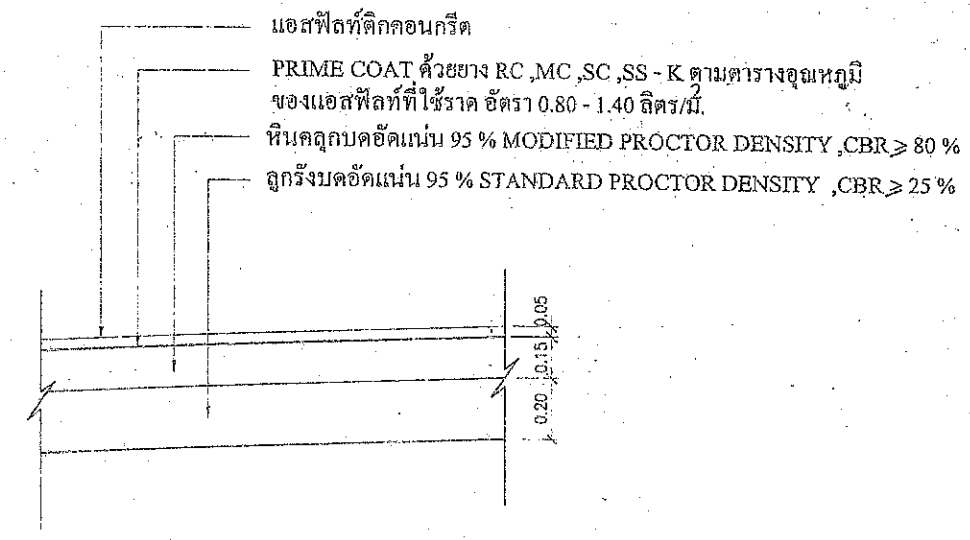 แอสฟัลท์ติกคอนกรีต
PRIME COAT ด้วยยาง RC ,MC ,SC ,SS - K ตามตารางอุณหภูมิ
ของแอสฟัลท์ที่ใช้ราด อัตรา 0.80 - 1.40 ลิตร/ม².
หินคลุกบดอัดแน่น 95 % MODIFIED PROCTOR DENSITY ,CBR ≥ 80 %
ลูกรังบดอัดแน่น 95 % STANDARD PROCTOR DENSITY ,CBR ≥ 25 %
0.05
0.15
0.20